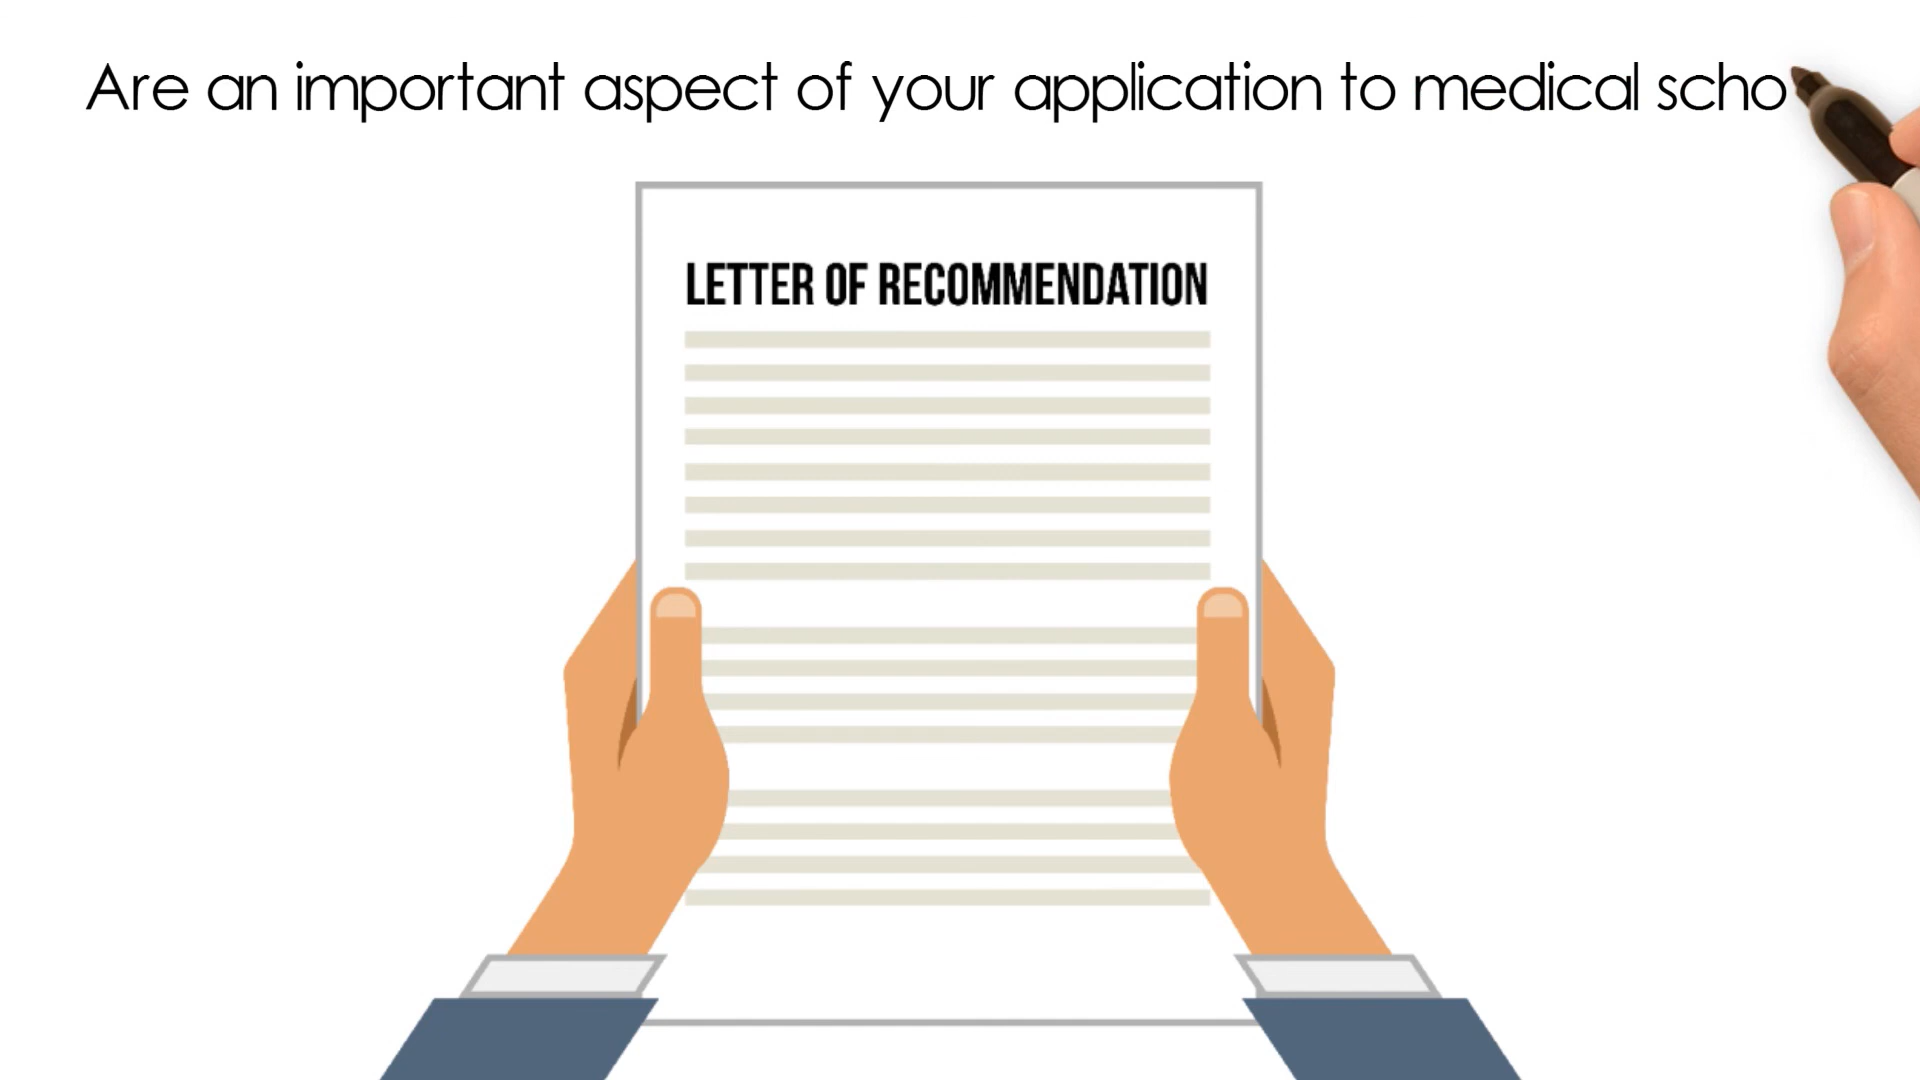 Are an important aspect of your application to medical scho
LETTER OF RECOMMENDATION